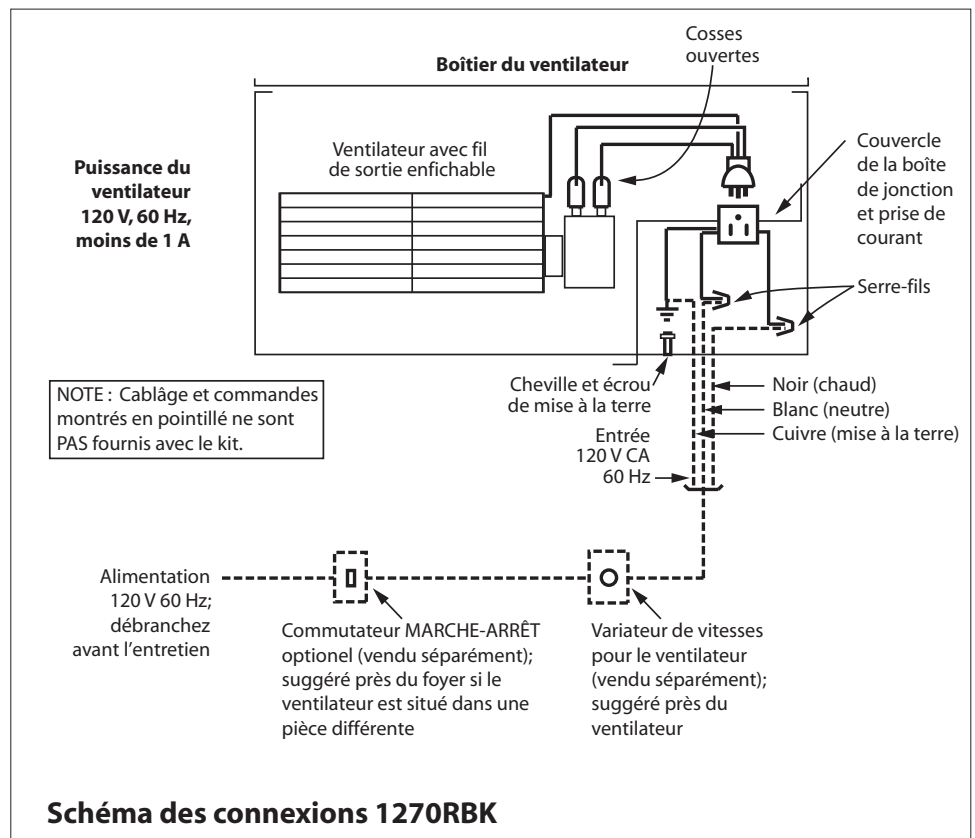 Cosses
ouvertes
Boîtier du ventilateur
Puissance du
ventilateur
120 V, 60 Hz,
moins de 1 A
Ventilateur avec fil
de sortie enfichable
Couvercle
de la boîte
de jonction
et prise de
courant
Serre-fils
NOTE : Cablâge et commandes
montrés en pointillé ne sont
PAS fournis avec le kit.
Cheville et écrou
de mise à la terre
Entrée
120 V CA
60 Hz
Noir (chaud)
Blanc (neutre)
Cuivre (mise à la terre)
Alimentation
120 V 60 Hz;
débranchez
avant l’entretien
Commutateur MARCHE-ARRÊT
optionel (vendu séparément);
suggéré près du foyer si le
ventilateur est situé dans une
pièce différente
Variateur de vitesses
pour le ventilateur
(vendu séparément);
suggéré près du
ventilateur
Schéma des connexions 1270RBK